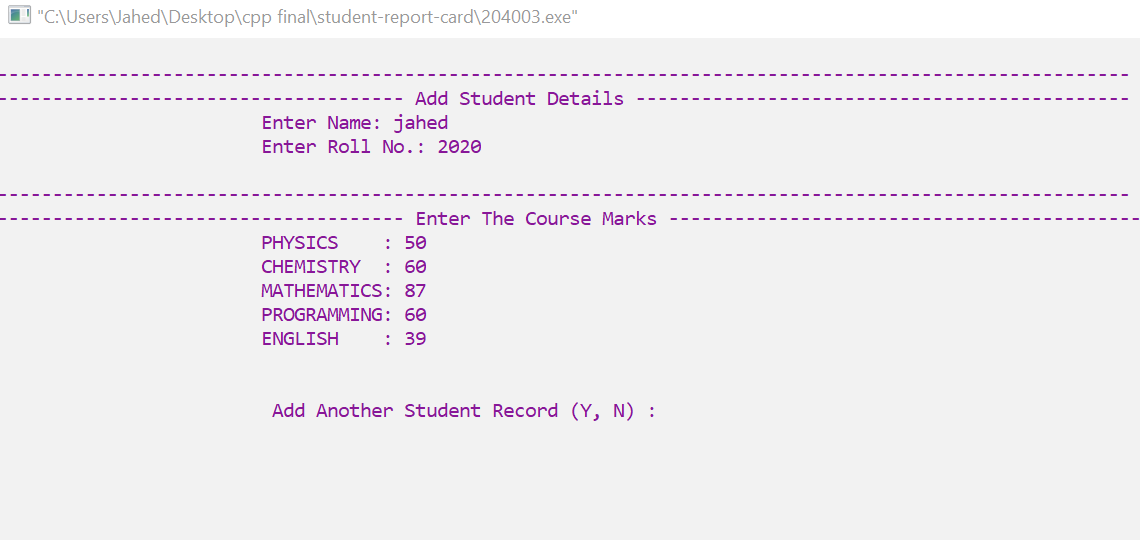 "C:\Users\Jahed\Desktop\cpp final\student-report-card\204003.exe"
-------------------------------------------------------------------------------------------------------
------------------------------------- Add Student Details ---------------------------------------------
Enter Name: jahed
Enter Roll No.: 2020
-------------------------------------------------------------------------------------------------------
------------------------------------- Enter The Course Marks -------------------------------------------
PHYSICS    : 50
CHEMISTRY  : 60
MATHEMATICS: 87
PROGRAMMING: 60
ENGLISH    : 39
Add Another Student Record (Y, N) :